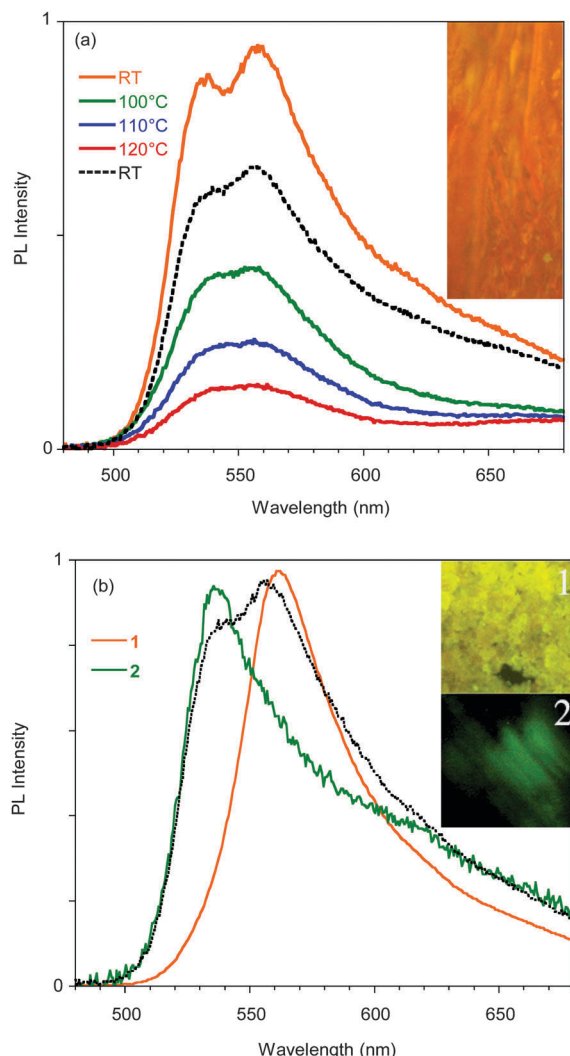 1
(a)
RT
100°C
110°C
120°C
RT
PL Intensity
0
500 550 600 650
Wavelength (nm)
1
(b)
1
2
1
2
PL Intensity
0
500 550 600 650
Wavelength (nm)